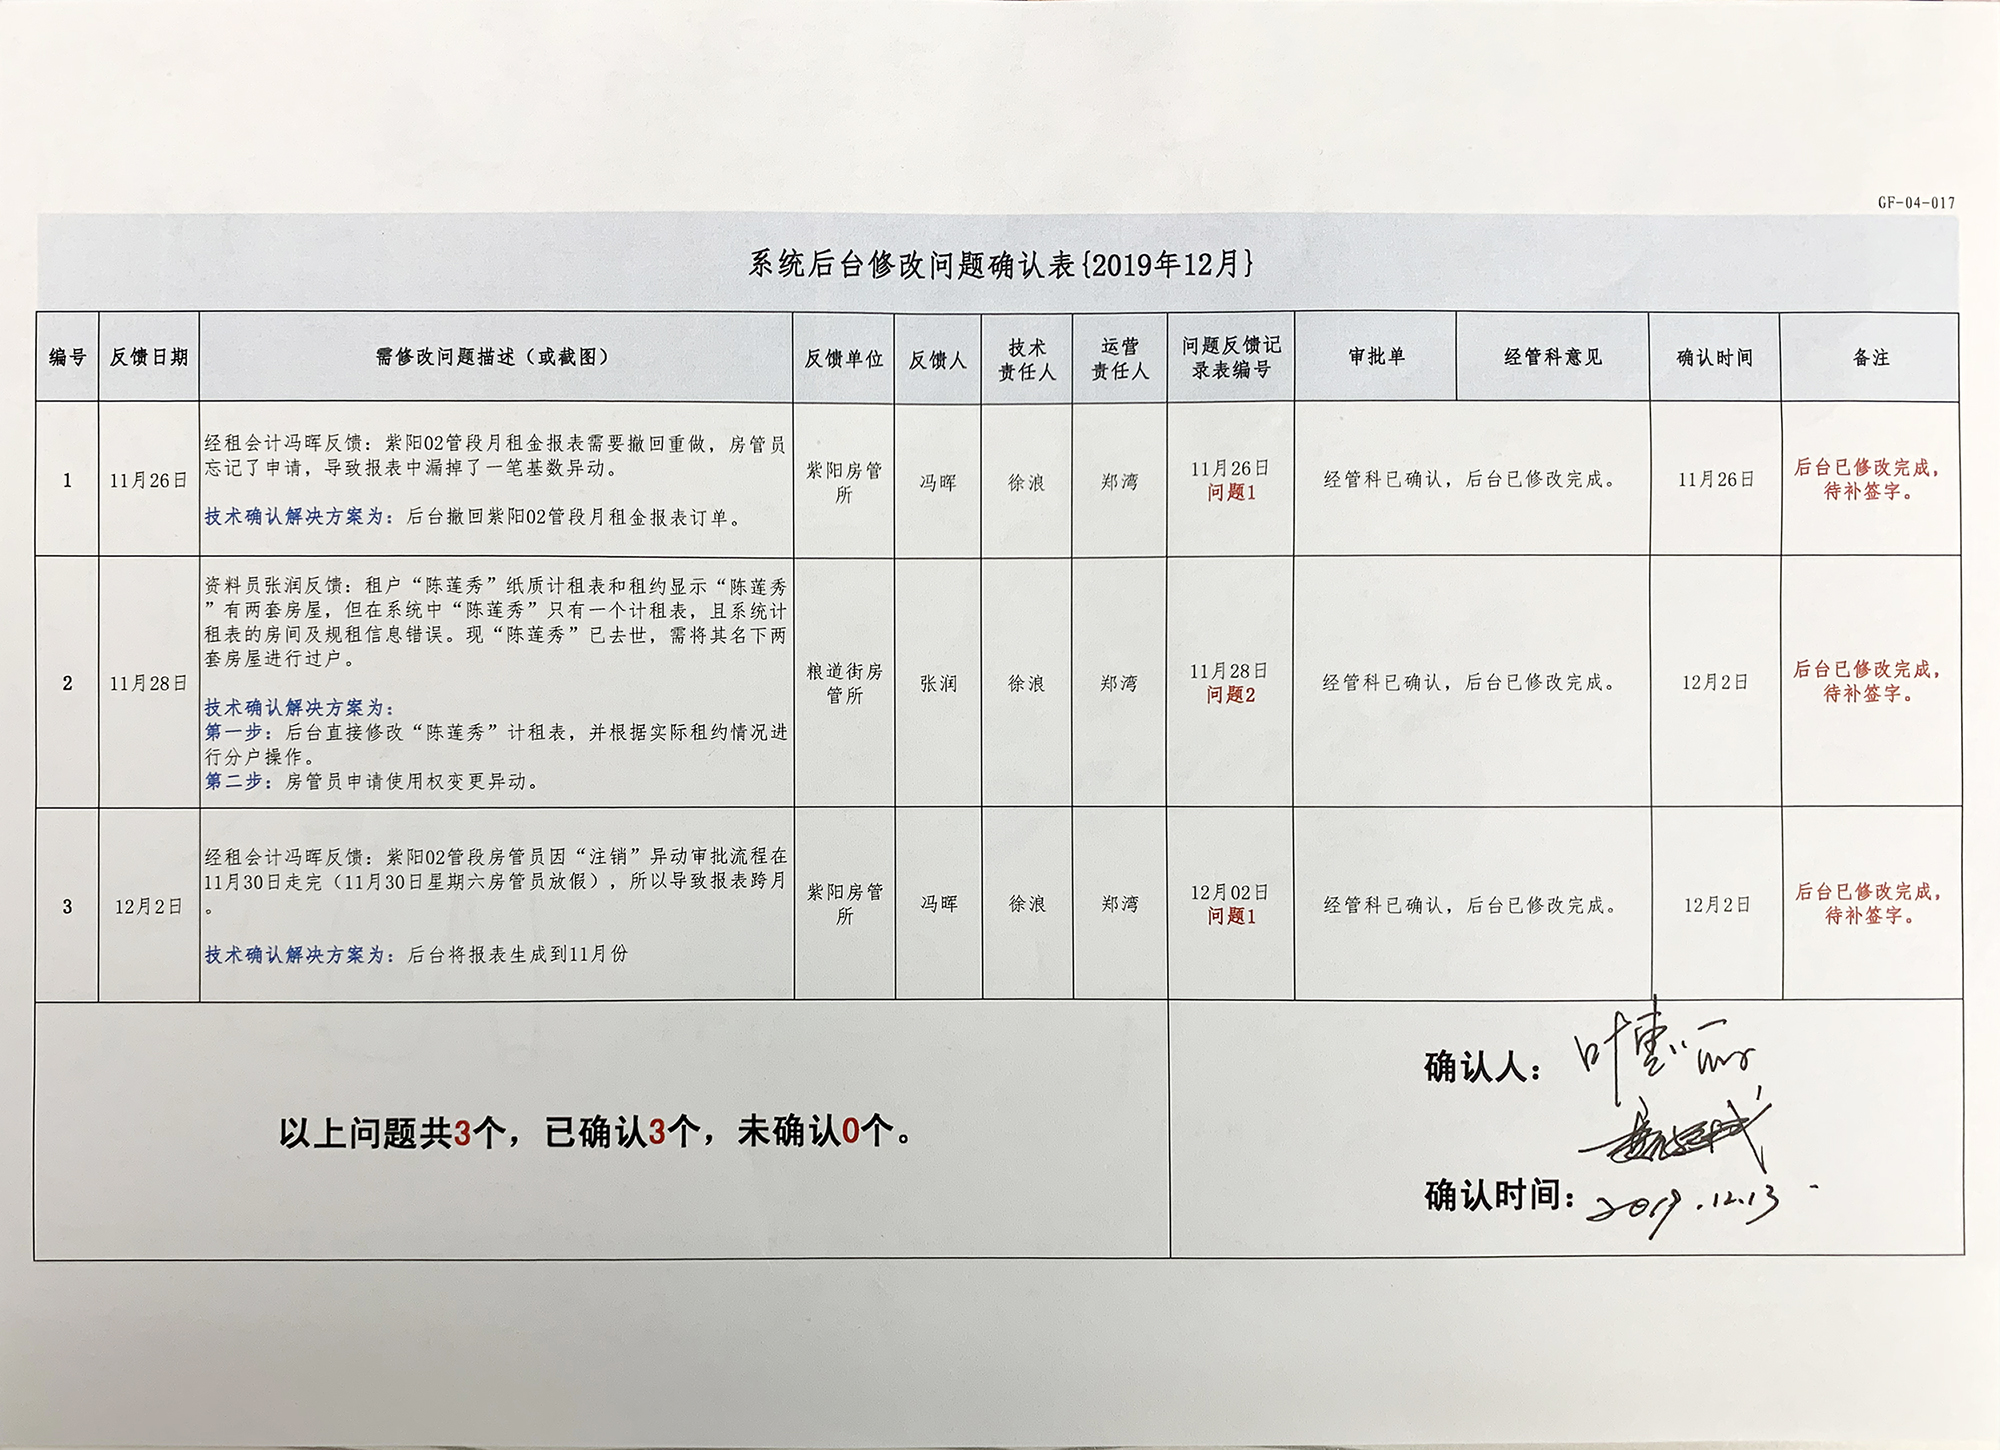 GF-04-017
系统后台修改问题确认表{2019年12月}
编号
反馈日期
需修改问题描述（或截图）
反馈单位
反馈人
技术
责任人
运营
责任人
问题反馈记
录表编号
审批单
经管科意见
确认时间
备注
1
11月26日
经租会计冯晖反馈：紫阳02管段月租金报表需要撤回重做，房管员
忘记了申请，导致报表中漏掉了一笔基数异动。
技术确认解决方案为：后台撤回紫阳02管段月租金报表订单。
紫阳房管
所
冯晖
徐浪
郑湾
11月26日
问题1
经管科已确认，后台已修改完成。
11月26日
后台已修改完成，
待补签字。
2
11月28日
资料员张润反馈：租户“陈莲秀”纸质计租表和租约显示“陈莲秀
”有两套房屋，但在系统中“陈莲秀”只有一个计租表，且系统计
租表的房间及规租信息错误。现“陈莲秀”已去世，需将其名下两
套房屋进行过户。
技术确认解决方案为：
第一步：后台直接修改“陈莲秀”计租表，并根据实际租约情况进
行分户操作。
第二步：房管员申请使用权变更异动。
粮道街房
管所
张润
徐浪
郑湾
11月28日
问题2
经管科已确认，后台已修改完成。
12月2日
后台已修改完成，
待补签字。
3
12月2日
经租会计冯晖反馈：紫阳02管段房管员因“注销”异动审批流程在
11月30日走完（11月30日星期六房管员放假），所以导致报表跨月
。
技术确认解决方案为：后台将报表生成到11月份
紫阳房管
所
冯晖
徐浪
郑湾
12月02日
问题1
经管科已确认，后台已修改完成。
12月2日
后台已修改完成，
待补签字。
以上问题共3个，已确认3个，未确认0个。
确认人：叶惠丽
确认时间：2019.12.13